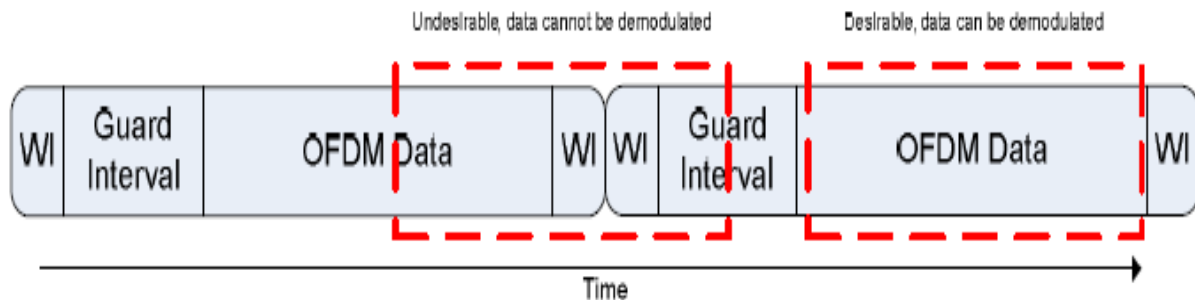 Undesirable, data cannot be demodulated
Desirable, data can be demodulated
WI
Guard
Interval
OFDM Data
WI
WI
Guard
Interval
OFDM Data
WI
Time